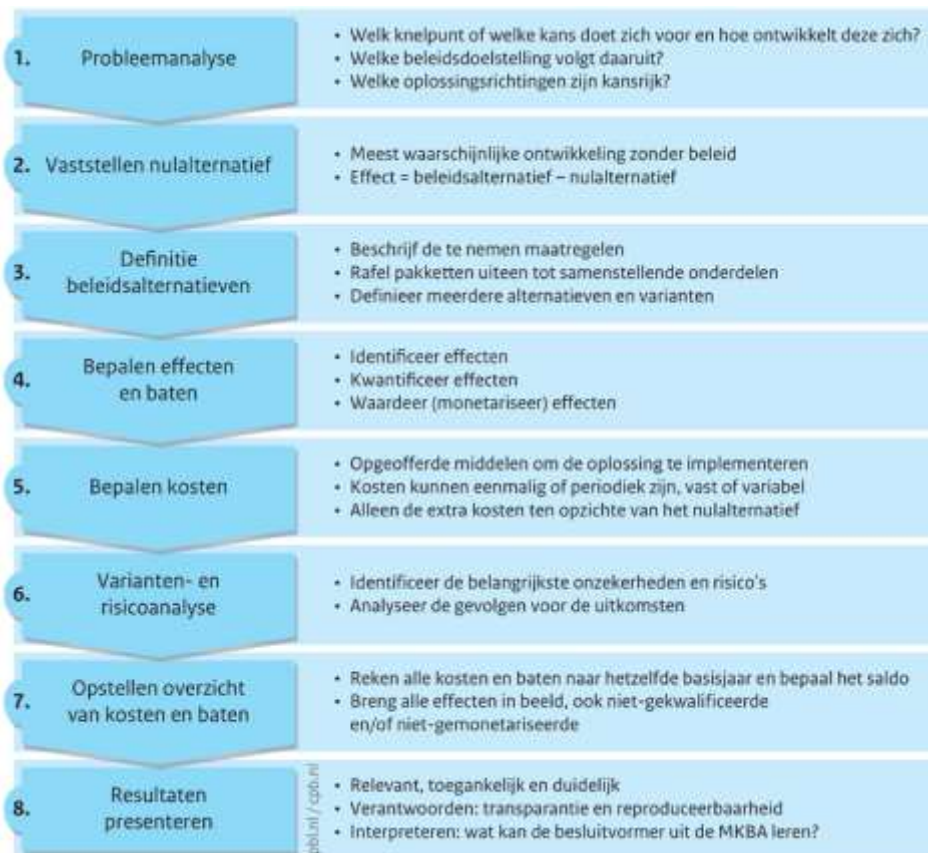 1. Probleemanalyse
• Welk knelpunt of welke kans doet zich voor en hoe ontwikkelt deze zich?
• Welke beleidsdoelstelling volgt daaruit?
• Welke oplossingsrichtingen zijn kansrijk?
2. Vaststellen nulalternatief
• Meest waarschijnlijke ontwikkeling zonder beleid
• Effect = beleidsalternatief – nulalternatief
3. Definitie
beleidsalternatieven
• Beschrijf de te nemen maatregelen
• Rafel pakketten uiteen tot samenstellende onderdelen
• Definieer meerdere alternatieven en varianten
4. Bepalen effecten
en baten
• Identificeer effecten
• Kwantificeer effecten
• Waardeer (monetariseer) effecten
5. Bepalen kosten
• Opgeofferde middelen om de oplossing te implementeren
• Kosten kunnen eenmalig of periodiek zijn, vast of variabel
• Alleen de extra kosten ten opzichte van het nulalternatief
6. Varianten- en
risicoanalyse
• Identificeer de belangrijkste onzekerheden en risico's
• Analyseer de gevolgen voor de uitkomsten
7. Opstellen overzicht
van kosten en baten
• Reken alle kosten en baten naar hetzelfde basisjaar en bepaal het saldo
• Breng alle effecten in beeld, ook niet-gekwalificeerde
en/of niet-gemonetariseerde
8. Resultaten
presenteren
• Relevant, toegankelijk en duidelijk
• Verantwoorden: transparantie en reproduceerbaarheid
• Interpreteren: wat kan de besluitvormer uit de MKBA leren?
pbl.nl / cpb.nl